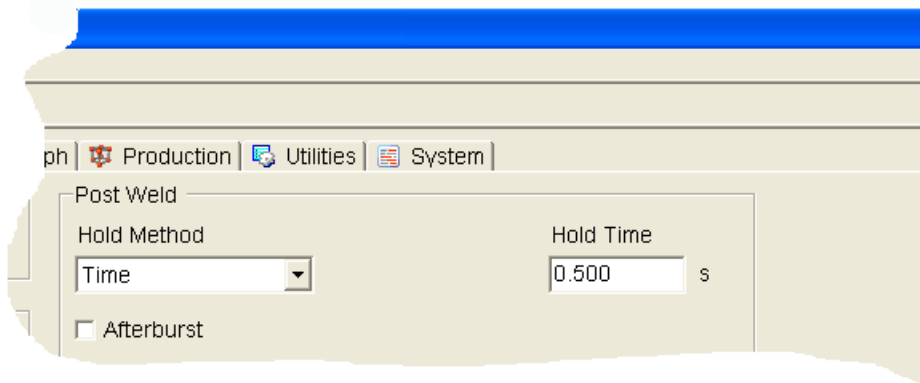 ph Production Utilities System
Post Weld
Hold Method Hold Time
Time 0.500 s
Afterburst